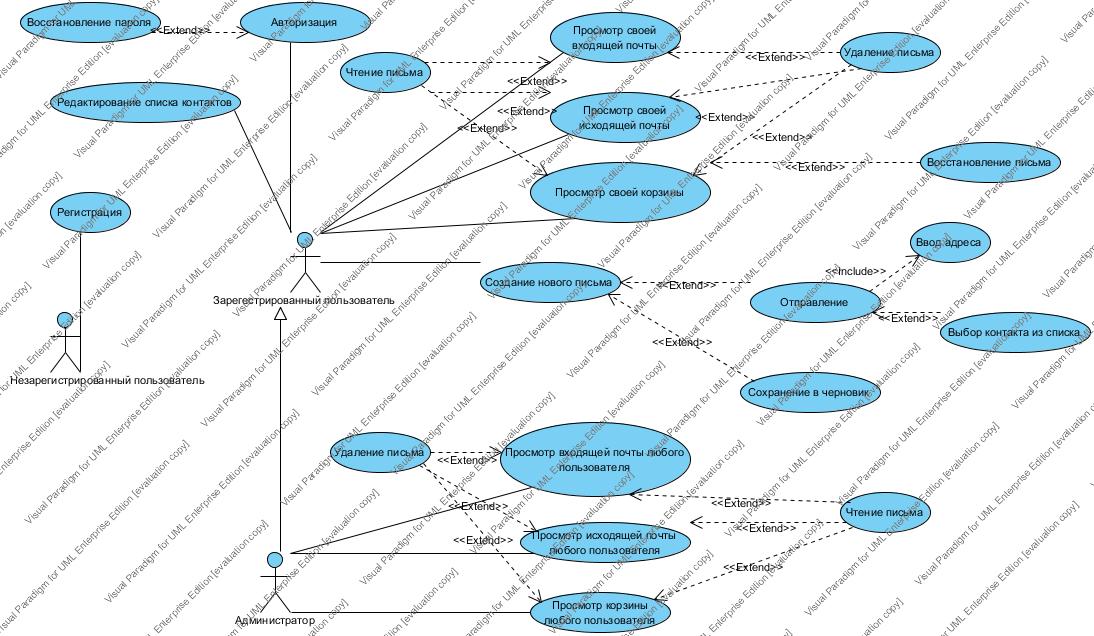 Восстановление пароля
<<Extend>>
Авторизация
Просмотр своей
входящей почты
<<Extend>>
Удаление письма
Чтение письма
<<Extend>>
Редактирование списка контактов
<<Extend>>
Просмотр своей
исходящей почты
<<Extend>>
<<Extend>>
<<Extend>>
Просмотр своей корзины
<<Extend>>
Восстановление письма
Регистрация
Ввод адреса
<<Include>>
Зарегестрированный пользователь
Создание нового письма
<<Extend>>
Отправление
<<Extend>>
Выбор контакта из списка
Незарегистрированный пользователь
<<Extend>>
Сохранение в черновик
Удаление письма
<<Extend>>
Просмотр входящей почты любого
пользователя
<<Extend>>
<<Extend>>
Чтение письма
<<Extend>>
<<Extend>>
Просмотр исходящей почты
любого пользователя
<<Extend>>
Администратор
Просмотр корзины
любого пользователя
Visual Paradigm for UML Enterprise Edition [evaluation copy]